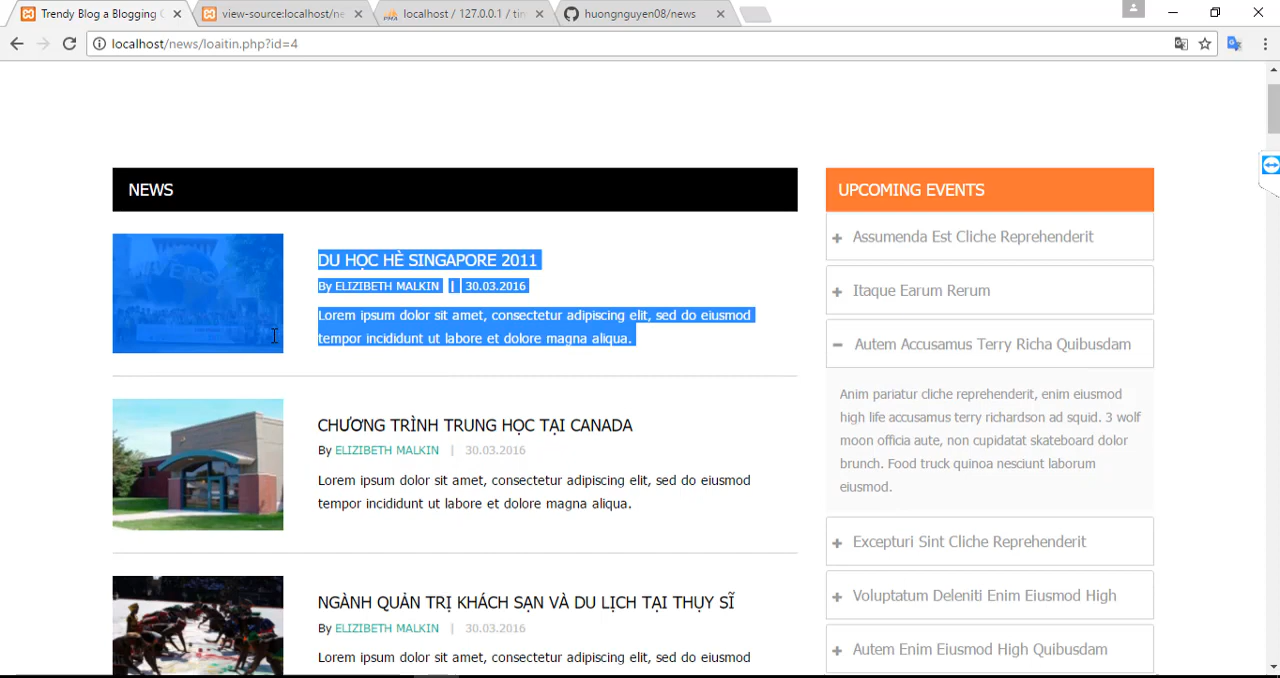 Trendy Blog a Blogging
view-source:localhost/ne
localhost / 127.0.0.1 / tin
huongnguyen08/news
localhost/news/loaitin.php?id=4
NEWS
DU HỌC HÈ SINGAPORE 2011
By ELIZIBETH MALKIN | 30.03.2016
Lorem ipsum dolor sit amet, consectetur adipiscing elit, sed do eiusmod
tempor incididunt ut labore et dolore magna aliqua.
CHƯƠNG TRÌNH TRUNG HỌC TẠI CANADA
By ELIZIBETH MALKIN | 30.03.2016
Lorem ipsum dolor sit amet, consectetur adipiscing elit, sed do eiusmod
tempor incididunt ut labore et dolore magna aliqua.
NGÀNH QUẢN TRỊ KHÁCH SẠN VÀ DU LỊCH TẠI THỤY SĨ
By ELIZIBETH MALKIN | 30.03.2016
Lorem ipsum dolor sit amet, consectetur adipiscing elit, sed do eiusmod
UPCOMING EVENTS
Assumenda Est Cliche Reprehenderit
Itaque Earum Rerum
Autem Accusamus Terry Richa Quibusdam
Anim pariatur cliche reprehenderit, enim eiusmod
high life accusamus terry richardson ad squid. 3 wolf
moon officia aute, non cupidatat skateboard dolor
brunch. Food truck quinoa nesciunt laborum
eiusmod.
Excepturi Sint Cliche Reprehenderit
Voluptatum Deleniti Enim Eiusmod High
Autem Enim Eiusmod High Quibusdam